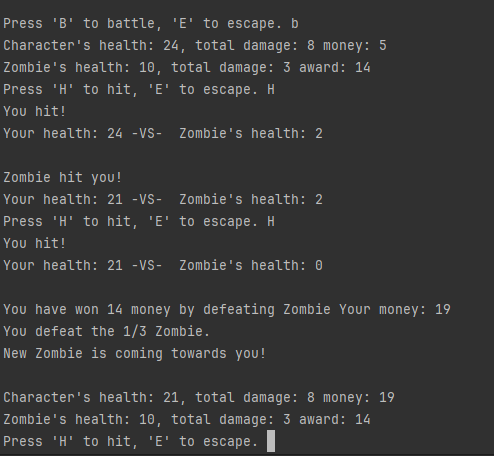 Press 'B' to battle, 'E' to escape. b
Character's health: 24, total damage: 8 money: 5
Zombie's health: 10, total damage: 3 award: 14
Press 'H' to hit, 'E' to escape. H
You hit!
Your health: 24 -VS-  Zombie's health: 2

Zombie hit you!
Your health: 21 -VS-  Zombie's health: 2
Press 'H' to hit, 'E' to escape. H
You hit!
Your health: 21 -VS-  Zombie's health: 0

You have won 14 money by defeating Zombie Your money: 19
You defeat the 1/3 Zombie.
New Zombie is coming towards you!

Character's health: 21, total damage: 8 money: 19
Zombie's health: 10, total damage: 3 award: 14
Press 'H' to hit, 'E' to escape.